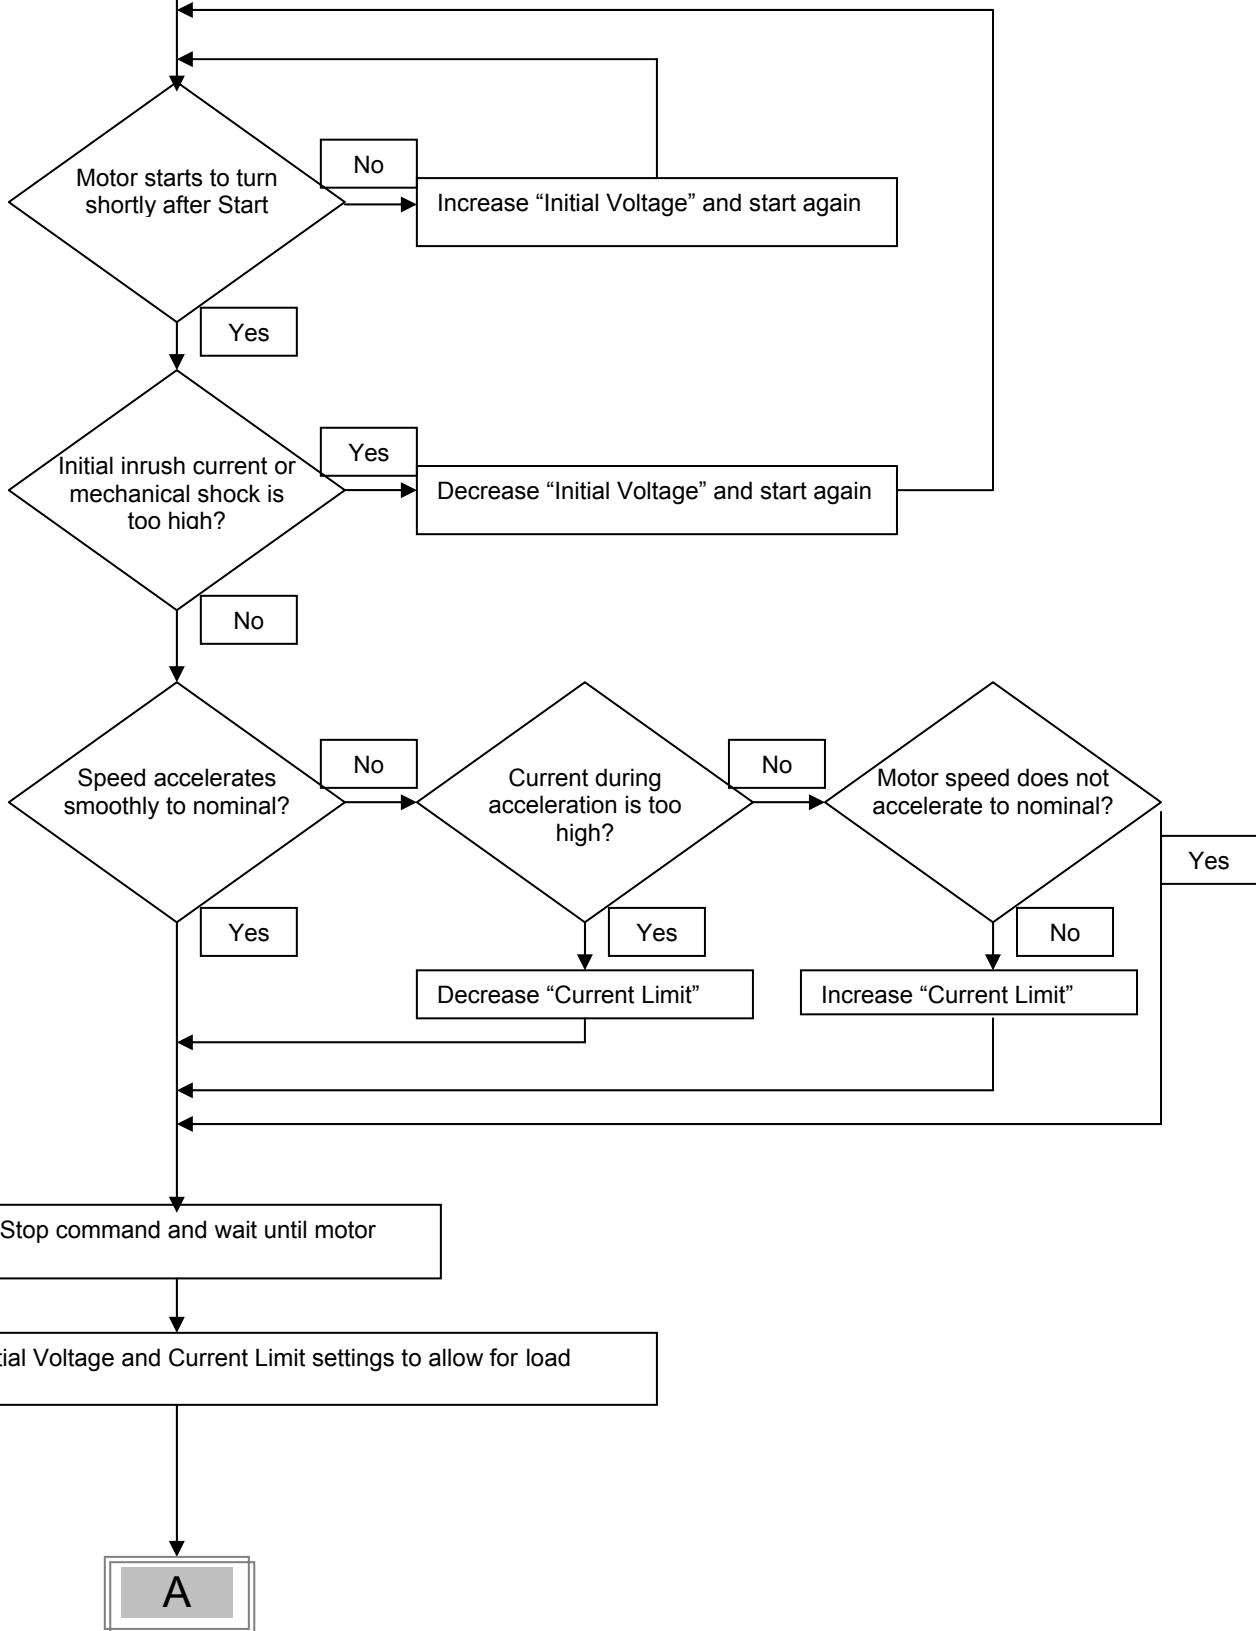 No
Motor starts to turn
shortly after Start
Increase “Initial Voltage” and start again
Yes
Yes
Initial inrush current or
mechanical shock is
too high?
Decrease “Initial Voltage” and start again
No
No
No
Speed accelerates
smoothly to nominal?
Current during
acceleration is too
high?
Motor speed does not
accelerate to nominal?
Yes
Yes
Yes
No
Decrease “Current Limit”
Increase “Current Limit”
Stop command and wait until motor
tial Voltage and Current Limit settings to allow for load
A